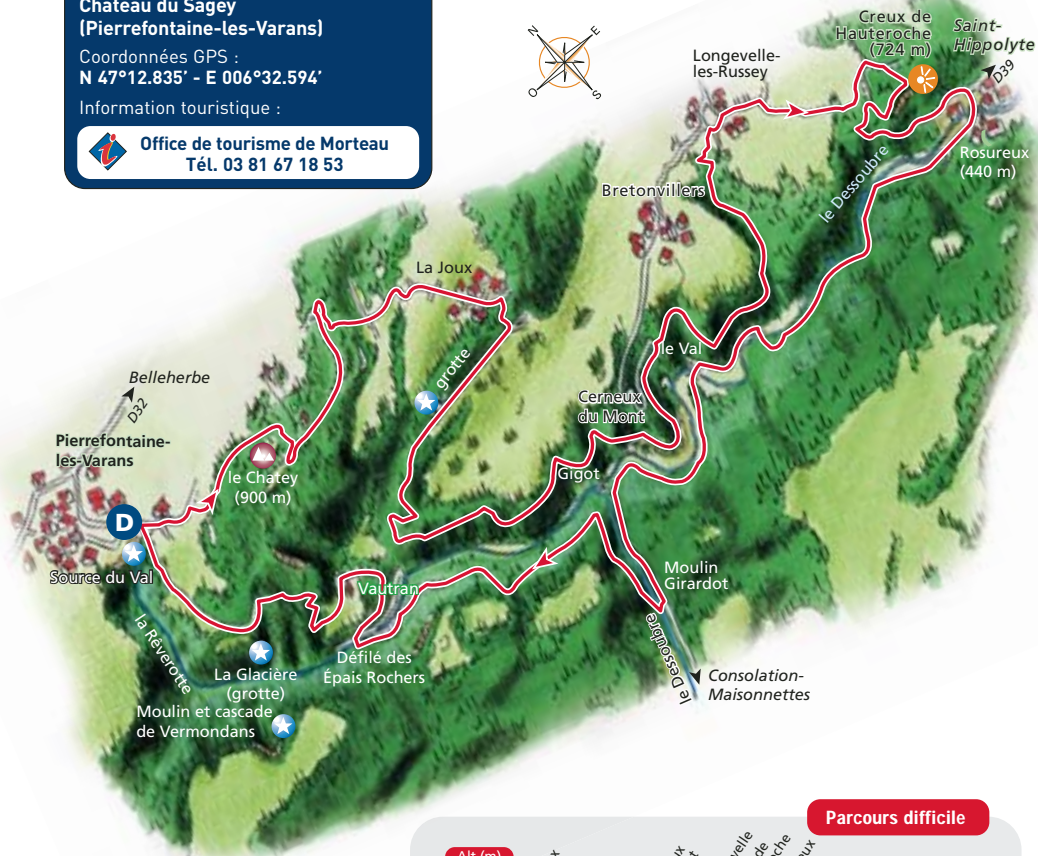 Château du Sagey
(Pierrefontaine-les-Varans)
Coordonnées GPS :
N 47°12.835’ - E 006°32.594’
Information touristique :
i
Office de tourisme de Morteau
Tél. 03 81 67 18 53
N
E
O
S
Creux de
Hauteroche
(724 m)
Saint-
Hippolyte
D39
Longevelle-
les-Russey
Rosureux
(440 m)
le Dessoubre
Bretonvillers
La Joux
grotte
le Val
Cerneux
du Mont
Belleherbe
D32
Pierrefontaine-
les-Varans
le Chatey
(900 m)
Gigot
D
Source du Val
Vautran
Moulin
Girardot
la Rêverotte
La Glacière
(grotte)
Défilé des
Épais Rochers
le Dessoubre
Consolation-
Maisonnettes
Moulin et cascade
de Vermondans
Parcours difficile
Alt (m)